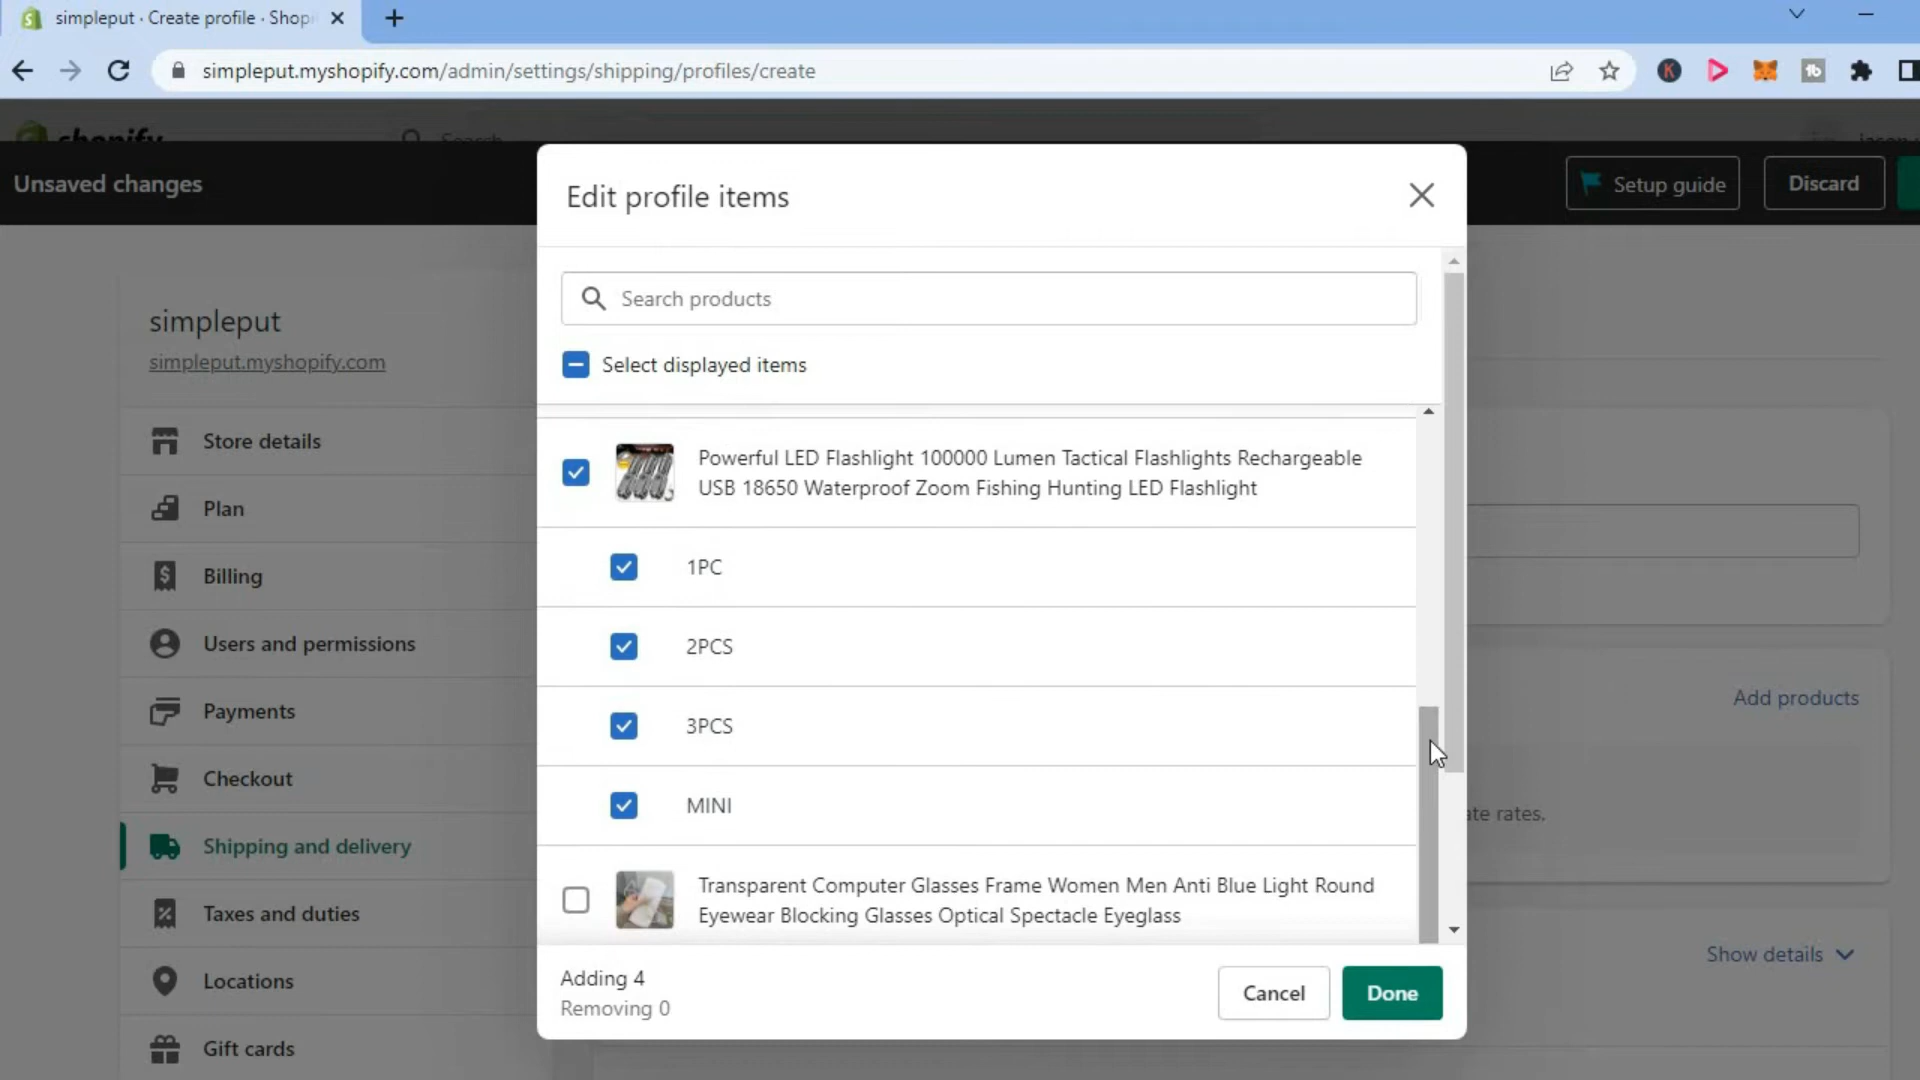 simpleput · Create profile · Shopi
simpleput.myshopify.com/admin/settings/shipping/profiles/create
shopify
Search
Unsaved changes
Setup guide
Discard
Edit profile items
Search products
Select displayed items
simpleput
simpleput.myshopify.com
Store details
Plan
Billing
Users and permissions
Payments
Checkout
Shipping and delivery
Taxes and duties
Locations
Gift cards
Powerful LED Flashlight 100000 Lumen Tactical Flashlights Rechargeable
USB 18650 Waterproof Zoom Fishing Hunting LED Flashlight
1PC
2PCS
3PCS
MINI
Transparent Computer Glasses Frame Women Men Anti Blue Light Round
Eyewear Blocking Glasses Optical Spectacle Eyeglass
Adding 4
Removing 0
Cancel
Done
Add products
ate rates.
Show details